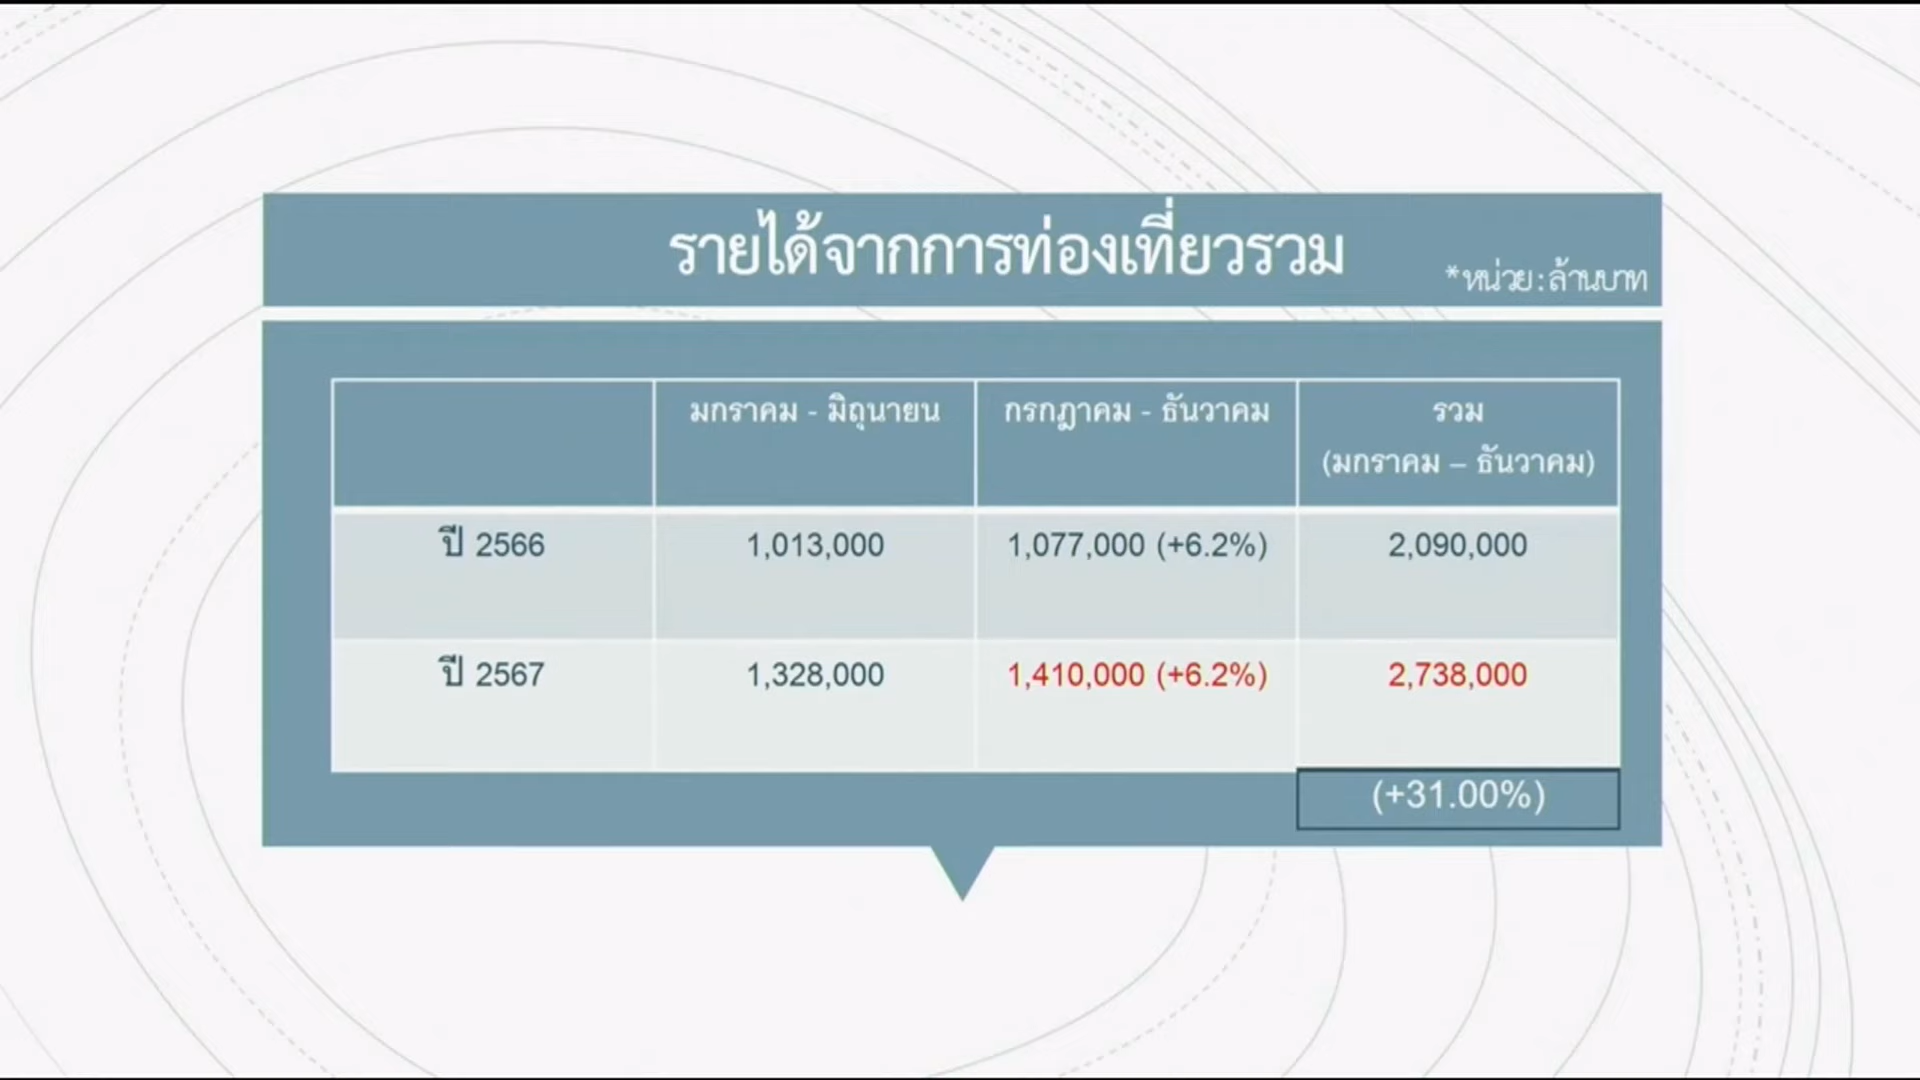 รายได้จากการท่องเที่ยวรวม
*หน่วย:ล้านบาท
มกราคม - มิถุนายน
กรกฎาคม - ธันวาคม
รวม
(มกราคม – ธันวาคม)
ปี 2566
1,013,000
1,077,000 (+6.2%)
2,090,000
ปี 2567
1,328,000
1,410,000 (+6.2%)
2,738,000
(+31.00%)